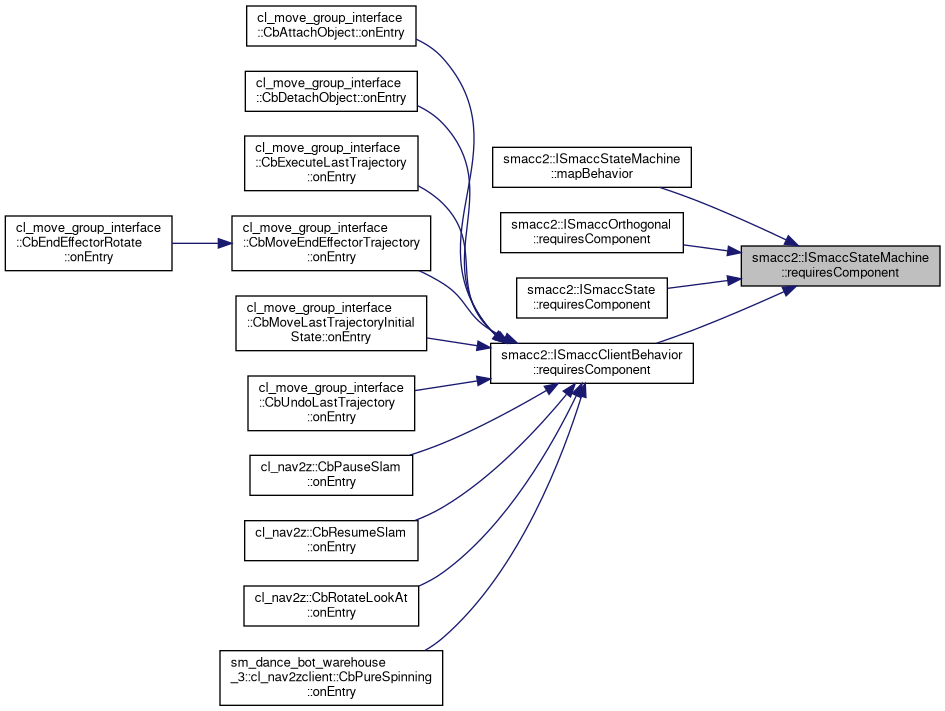 cl_move_group_interface
::CbAttachObject::onEntry
cl_move_group_interface
::CbDetachObject::onEntry
cl_move_group_interface
::CbExecuteLastTrajectory
::onEntry
cl_move_group_interface
::CbEndEffectorRotate
::onEntry
cl_move_group_interface
::CbMoveEndEffectorTrajectory
::onEntry
cl_move_group_interface
::CbMoveLastTrajectoryInitial
State::onEntry
cl_move_group_interface
::CbUndoLastTrajectory
::onEntry
cl_nav2z::CbPauseSlam
::onEntry
cl_nav2z::CbResumeSlam
::onEntry
cl_nav2z::CbRotateLookAt
::onEntry
sm_dance_bot_warehouse
_3::cl_nav2zclient::CbPureSpinning
::onEntry
smacc2::ISmaccStateMachine
::mapBehavior
smacc2::ISmaccOrthogonal
::requiresComponent
smacc2::ISmaccState
::requiresComponent
smacc2::ISmaccClientBehavior
::requiresComponent
smacc2::ISmaccStateMachine
::requiresComponent